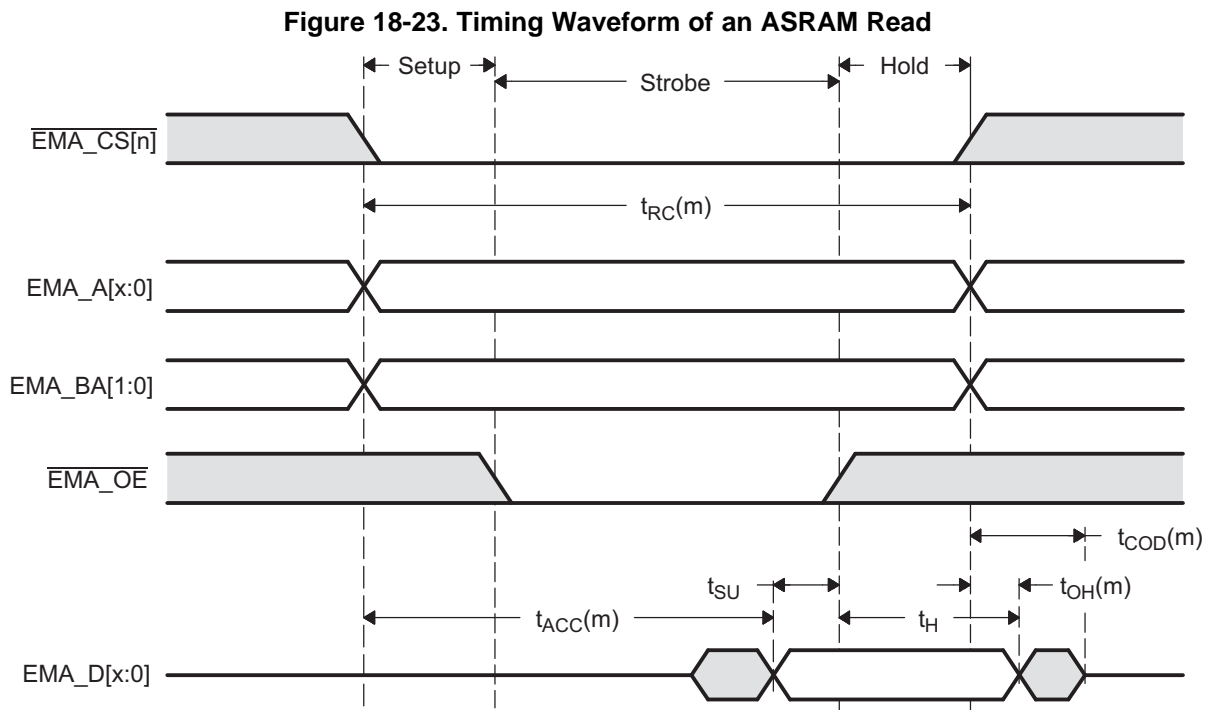 Figure 18-23. Timing Waveform of an ASRAM Read
Setup
Strobe
Hold
EMA_CS[n]
tRC(m)
EMA_A[x:0]
EMA_BA[1:0]
EMA_OE
tCOD(m)
tSU
tOH(m)
tACC(m)
tH
EMA_D[x:0]